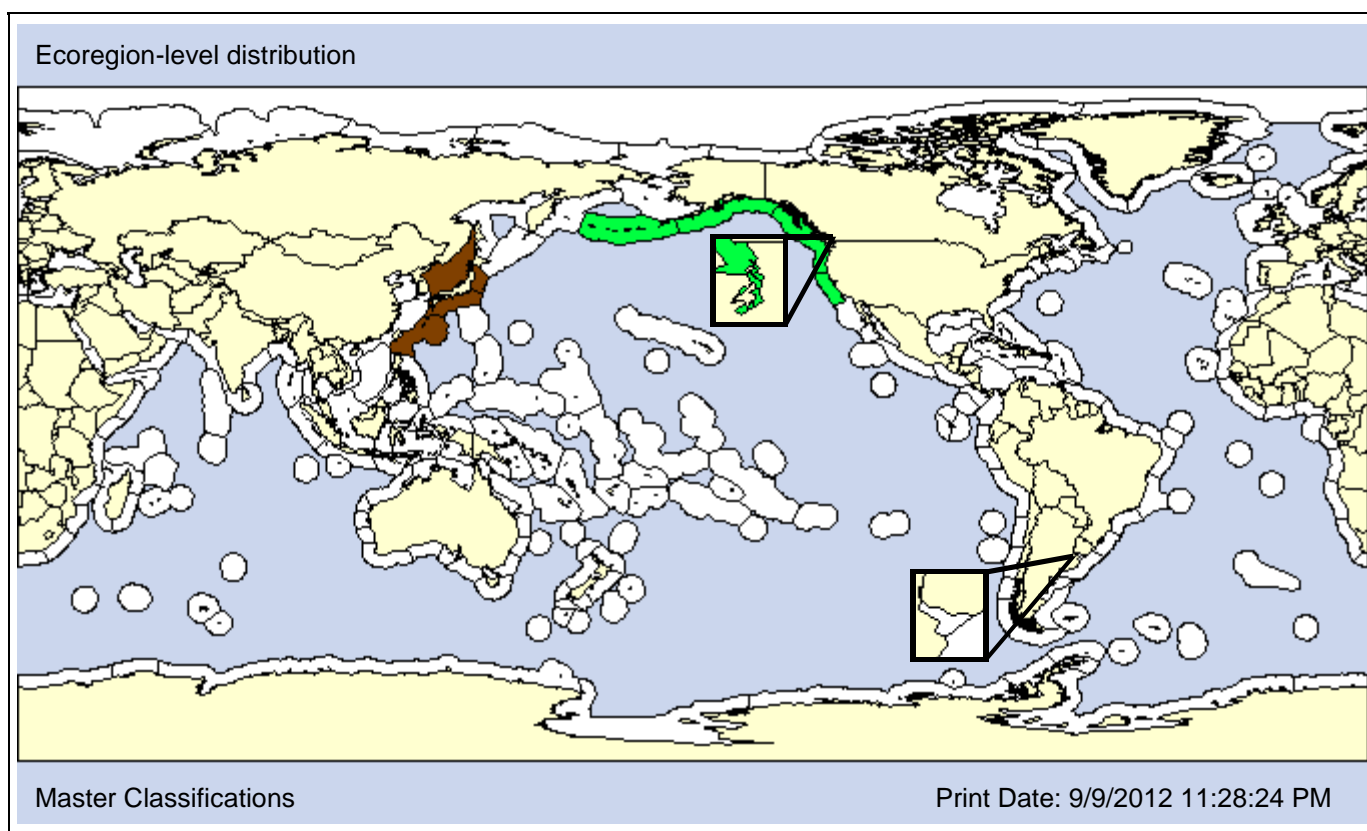 Ecoregion-level distribution
Master Classifications
Print Date: 9/9/2012 11:28:24 PM